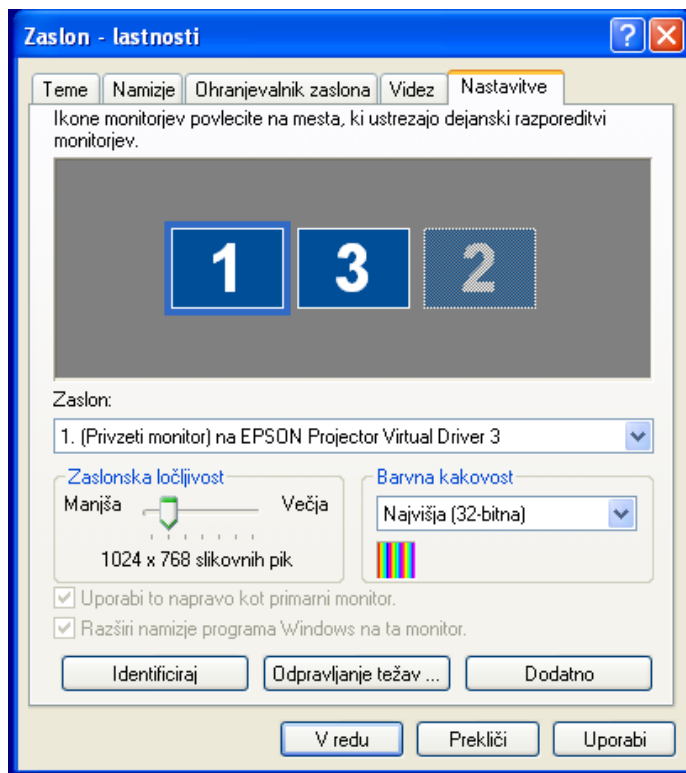 Zaslon - lastnosti
Teme Namizje Ohranjevalnik zaslona Videz Nastavitve
Ikone monitorjev povlecite na mesta, ki ustrezajo dejanski razporeditvi
monitorjev.
1 3 2
Zaslon:
1. (Privzeti monitor) na EPSON Projector Virtual Driver 3
Zaslonska ločljivost
Manjša Večja
1024 x 768 slikovnih pik
Barvna kakovost
Najvišja (32-bitna)
Uporabi to napravo kot primarni monitor.
Razširi namizje programa Windows na ta monitor.
Identificiraj Odpravljanje težav ... Dodatno
V redu Prekliči Uporabi